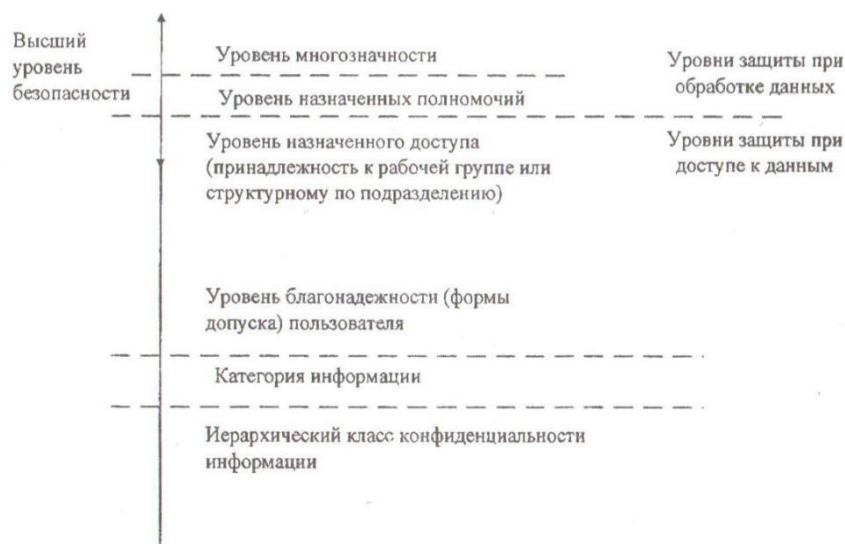 Высший
уровень
безопасности
Уровень многозначности
Уровни защиты при
обработке данных
Уровень назначенных полномочий
Уровень назначенного доступа
(принадлежность к рабочей группе или
структурному по подразделению)
Уровни защиты при
доступе к данным
Уровень благонадежности (формы
допуска) пользователя
Категория информации
Иерархический класс конфиденциальности
информации